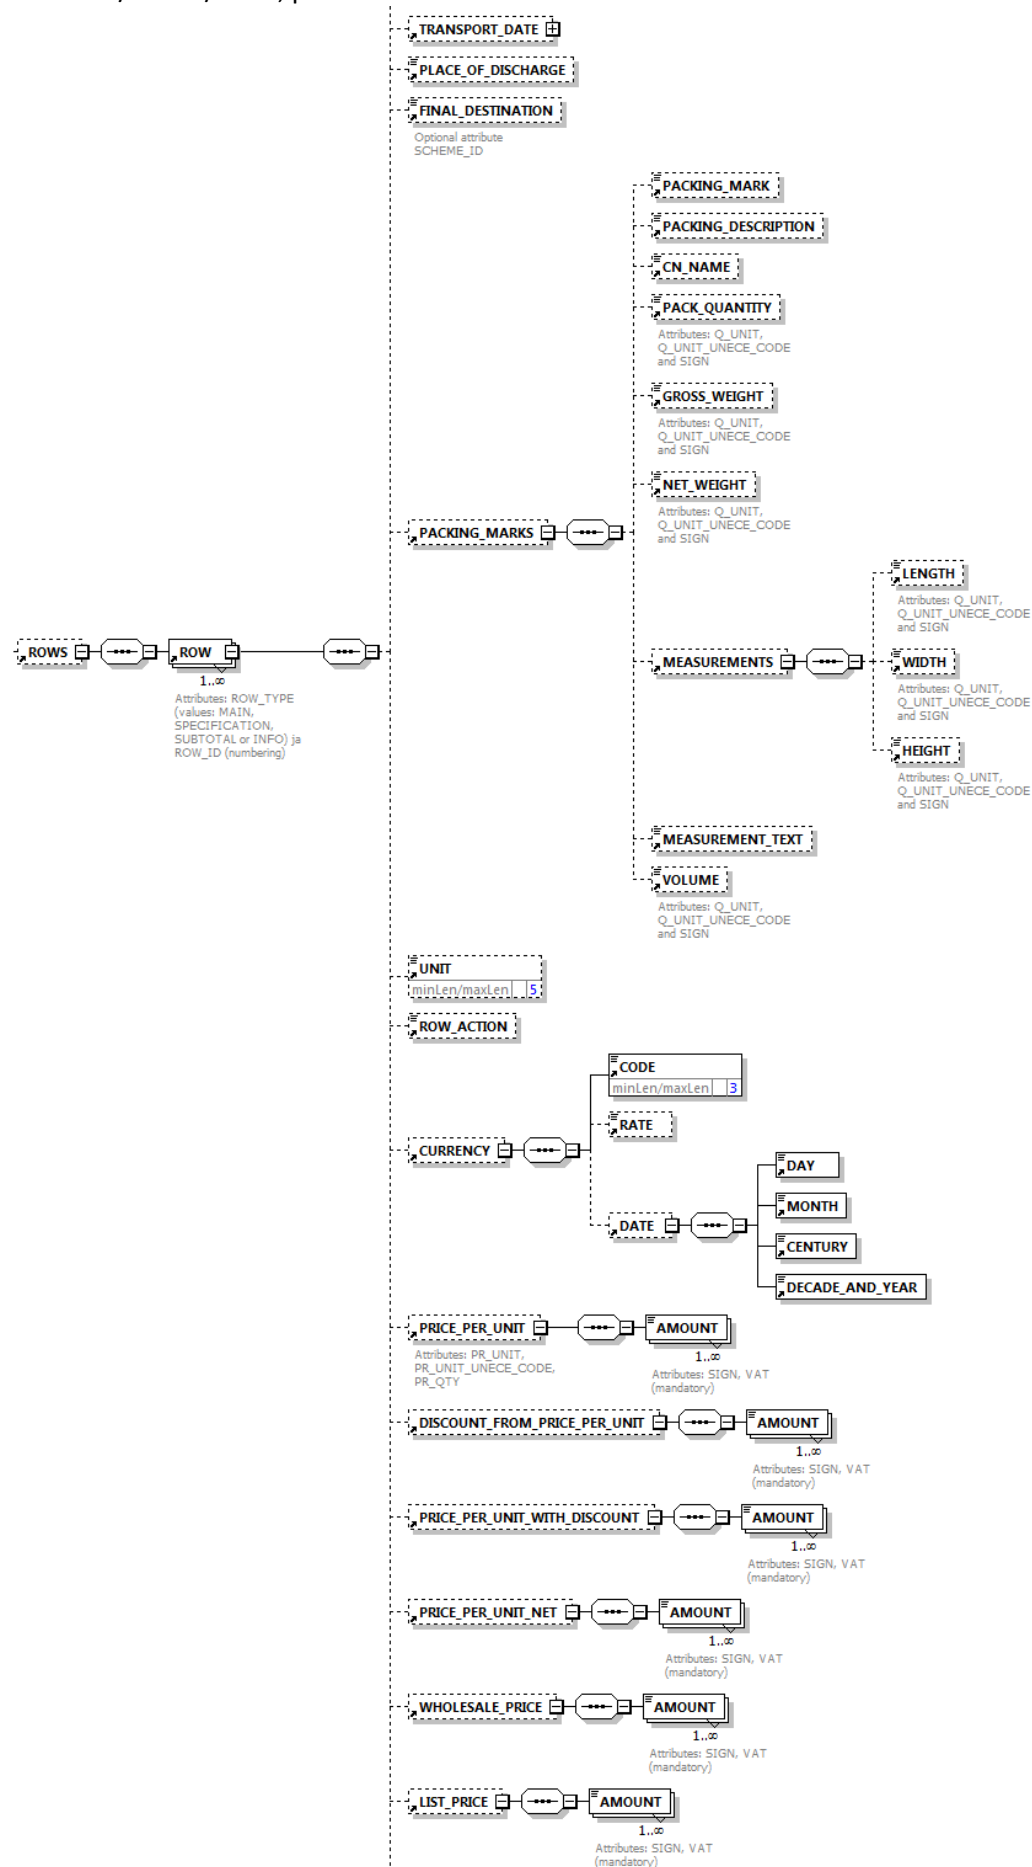 TRANSPORT_DATE
PLACE_OF_DISCHARGE
FINAL_DESTINATION
Optional attribute
SCHEME_ID
PACKING_MARK
PACKING_DESCRIPTION
CN_NAME
PACK_QUANTITY
Attributes: Q_UNIT,
Q_UNIT_UNECE_CODE
and SIGN
GROSS_WEIGHT
Attributes: Q_UNIT,
Q_UNIT_UNECE_CODE
and SIGN
NET_WEIGHT
Attributes: Q_UNIT,
Q_UNIT_UNECE_CODE
and SIGN
PACKING_MARKS
LENGTH
Attributes: Q_UNIT,
Q_UNIT_UNECE_CODE
and SIGN
ROWS
ROW
1..∞
Attributes: ROW_TYPE
(values: MAIN,
SPECIFICATION,
SUBTOTAL or INFO) ja
ROW_ID (numbering)
MEASUREMENTS
WIDTH
Attributes: Q_UNIT,
Q_UNIT_UNECE_CODE
and SIGN
HEIGHT
Attributes: Q_UNIT,
Q_UNIT_UNECE_CODE
and SIGN
MEASUREMENT_TEXT
VOLUME
Attributes: Q_UNIT,
Q_UNIT_UNECE_CODE
and SIGN
UNIT
minLen/maxLen 5
ROW_ACTION
CODE
minLen/maxLen 3
RATE
CURRENCY
DAY
MONTH
DATE
CENTURY
DECADE_AND_YEAR
PRICE_PER_UNIT
Attributes: PR_UNIT,
PR_UNIT_UNECE_CODE,
PR_QTY
AMOUNT
1..∞
Attributes: SIGN, VAT
(mandatory)
DISCOUNT_FROM_PRICE_PER_UNIT
AMOUNT
1..∞
Attributes: SIGN, VAT
(mandatory)
PRICE_PER_UNIT_WITH_DISCOUNT
AMOUNT
1..∞
Attributes: SIGN, VAT
(mandatory)
PRICE_PER_UNIT_NET
AMOUNT
1..∞
Attributes: SIGN, VAT
(mandatory)
WHOLESALE_PRICE
AMOUNT
1..∞
Attributes: SIGN, VAT
(mandatory)
LIST_PRICE
AMOUNT
1..∞
Attributes: SIGN, VAT
(mandatory)